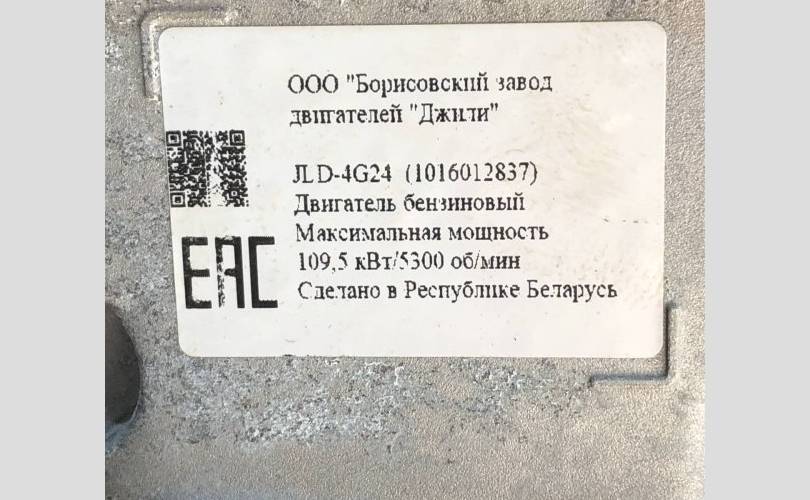 ООО "Борисовский завод
двигателей "Джили"
JLD-4G24 (1016012837)
Двигатель бензиновый
Максимальная мощность
109,5 кВт/5300 об/мин
Сделано в Республике Беларусь
EAC